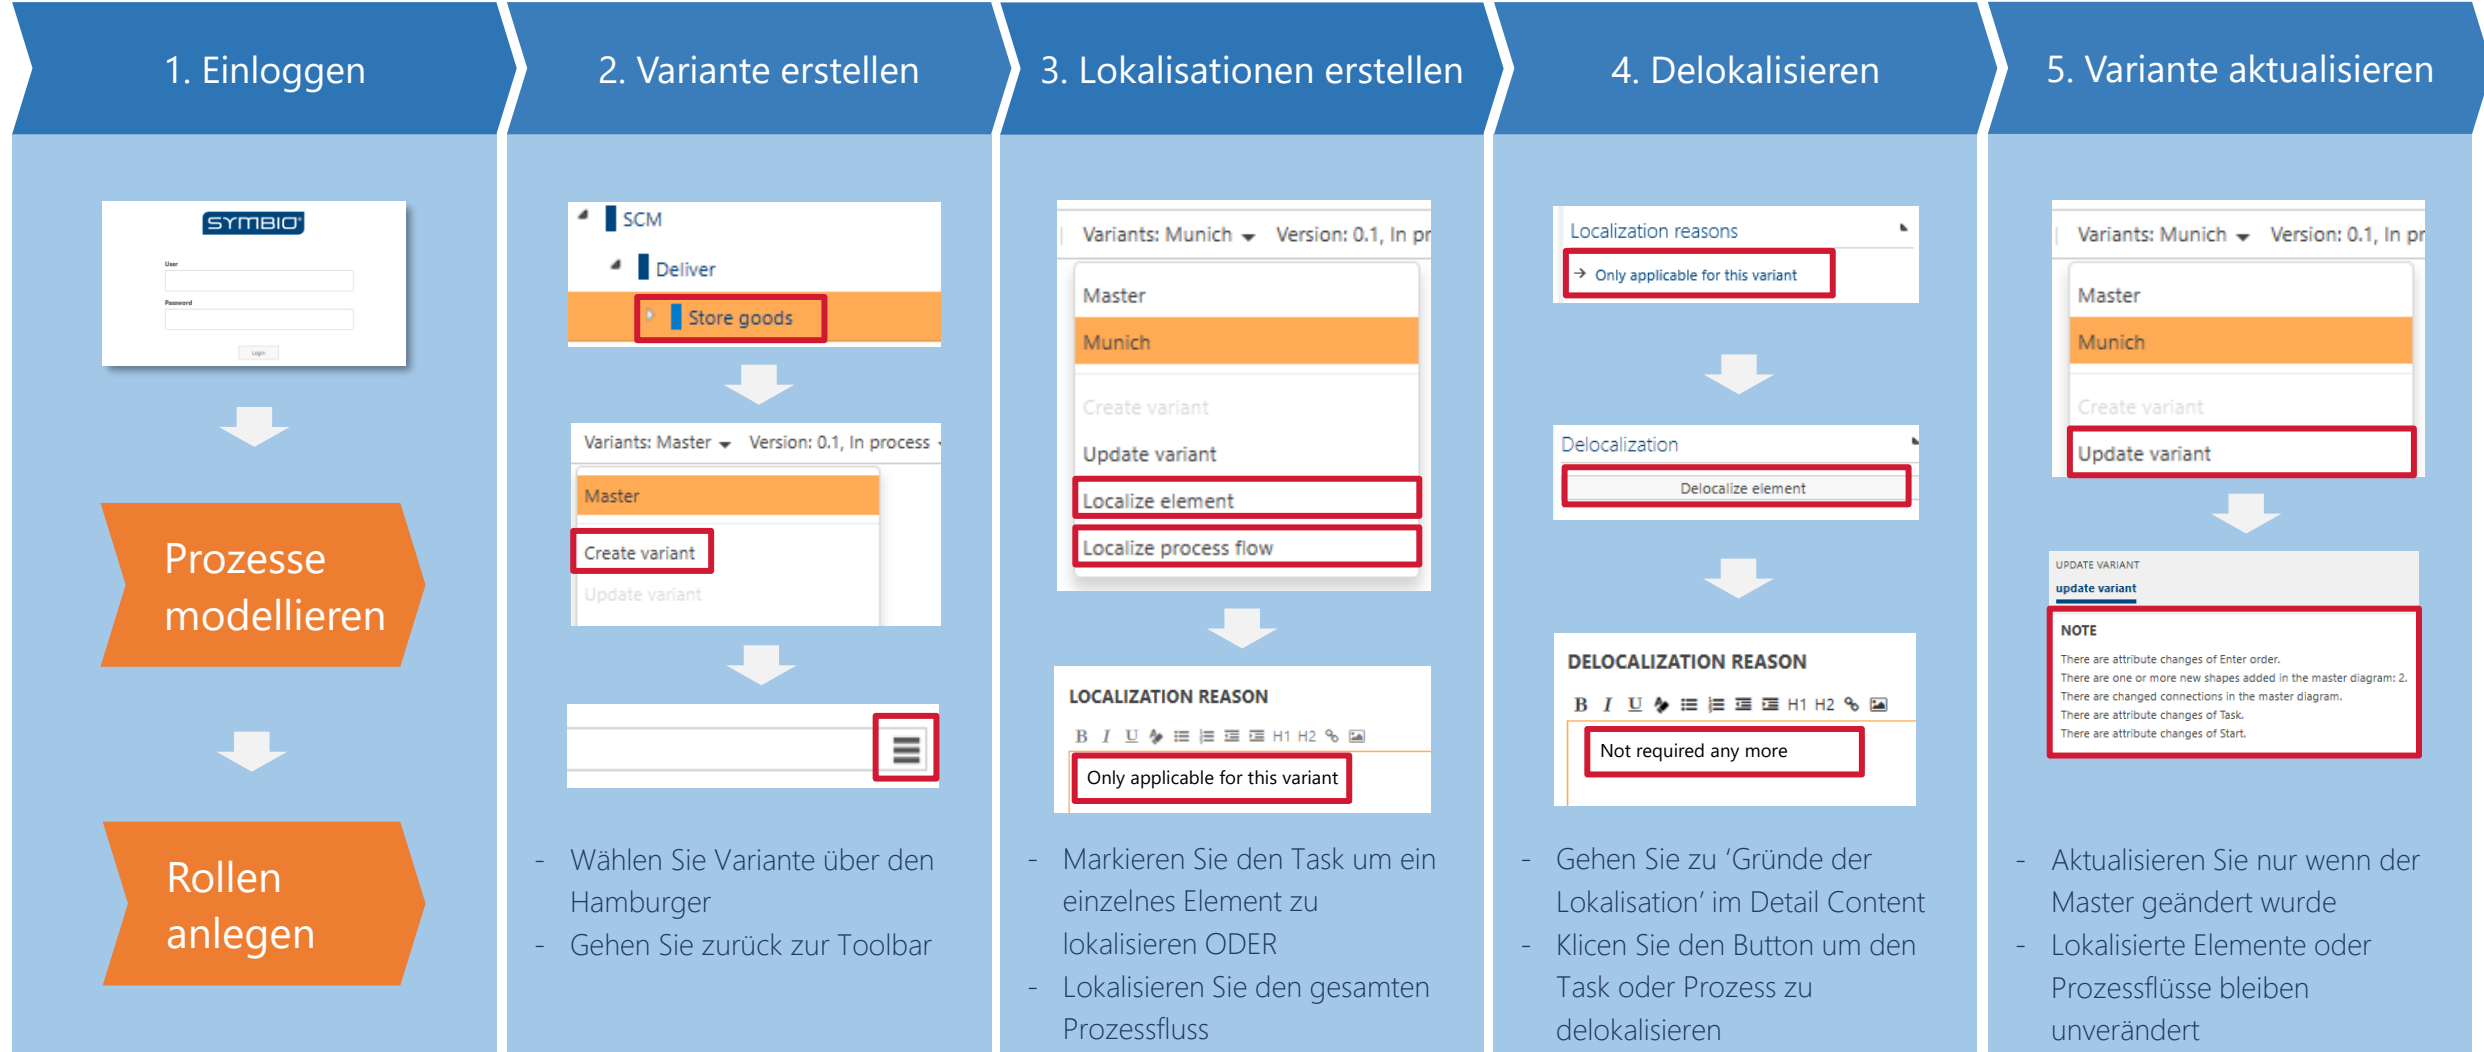 1. Einloggen
2. Variante erstellen
3. Lokalisationen erstellen
4. Delokalisieren
5. Variante aktualisieren
SYMBIO
User
Password
Login
Prozesse
modellieren
Rollen
anlegen
SCM
Deliver
Store goods
Variants: Master Version: 0.1, In process
Master
Create variant
Update variant
- Wählen Sie Variante über den
Hamburger
- Gehen Sie zurück zur Toolbar
Variants: Munich Version: 0.1, In pr
Master
Munich
Create variant
Update variant
Localize element
Localize process flow
LOCALIZATION REASON
B I U H1 H2
Only applicable for this variant
- Markieren Sie den Task um ein
einzelnes Element zu
lokalisieren ODER
- Lokalisieren Sie den gesamten
Prozessfluss
Localization reasons
→ Only applicable for this variant
Delocalization
Delocalize element
DELOCALIZATION REASON
B I U H1 H2
Not required any more
- Gehen Sie zu ‘Gründe der
Lokalisation’ im Detail Content
- Klicen Sie den Button um den
Task oder Prozess zu
delokalisieren
Variants: Munich Version: 0.1, In pr
Master
Munich
Create variant
Update variant
UPDATE VARIANT
update variant
NOTE
There are attribute changes of Enter order.
There are one or more new shapes added in the master diagram: 2.
There are changed connections in the master diagram.
There are attribute changes of Task.
There are attribute changes of Start.
- Aktualisieren Sie nur wenn der
Master geändert wurde
- Lokalisierte Elemente oder
Prozessflüsse bleiben
unverändert